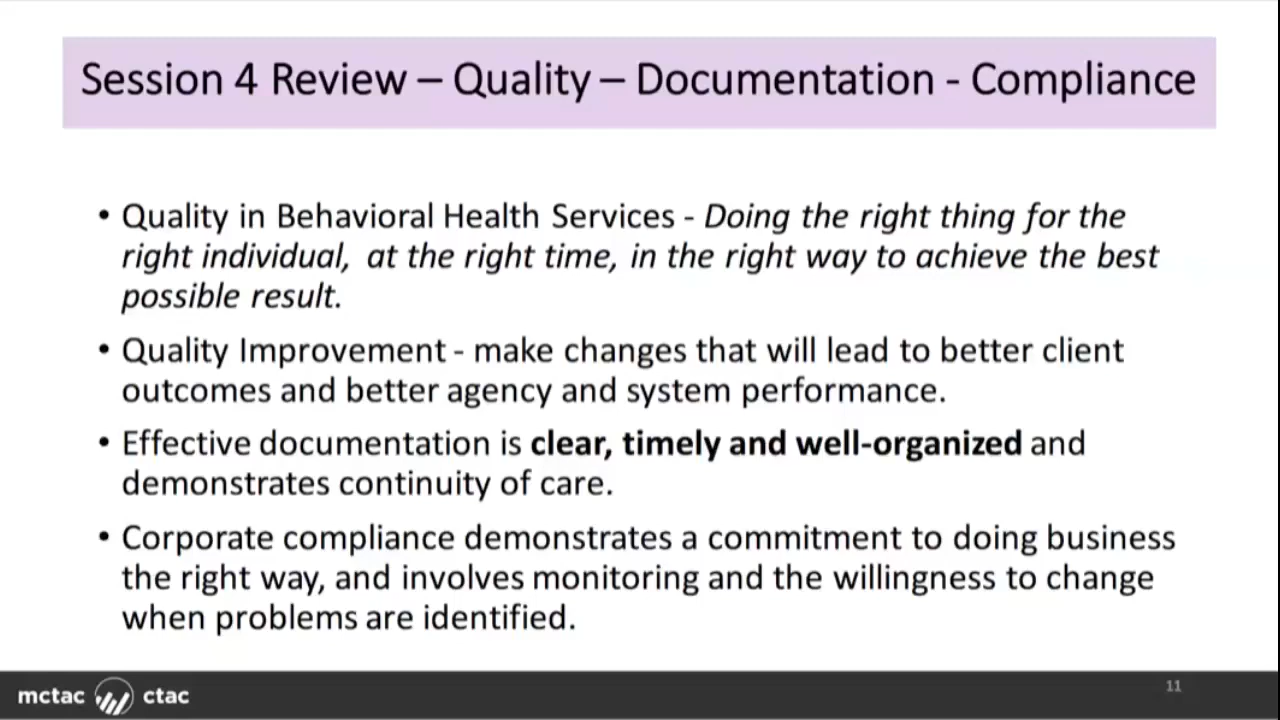 Session 4 Review – Quality – Documentation - Compliance
• Quality in Behavioral Health Services - Doing the right thing for the
right individual, at the right time, in the right way to achieve the best
possible result.
• Quality Improvement - make changes that will lead to better client
outcomes and better agency and system performance.
• Effective documentation is clear, timely and well-organized and
demonstrates continuity of care.
• Corporate compliance demonstrates a commitment to doing business
the right way, and involves monitoring and the willingness to change
when problems are identified.
mctac ctac
11